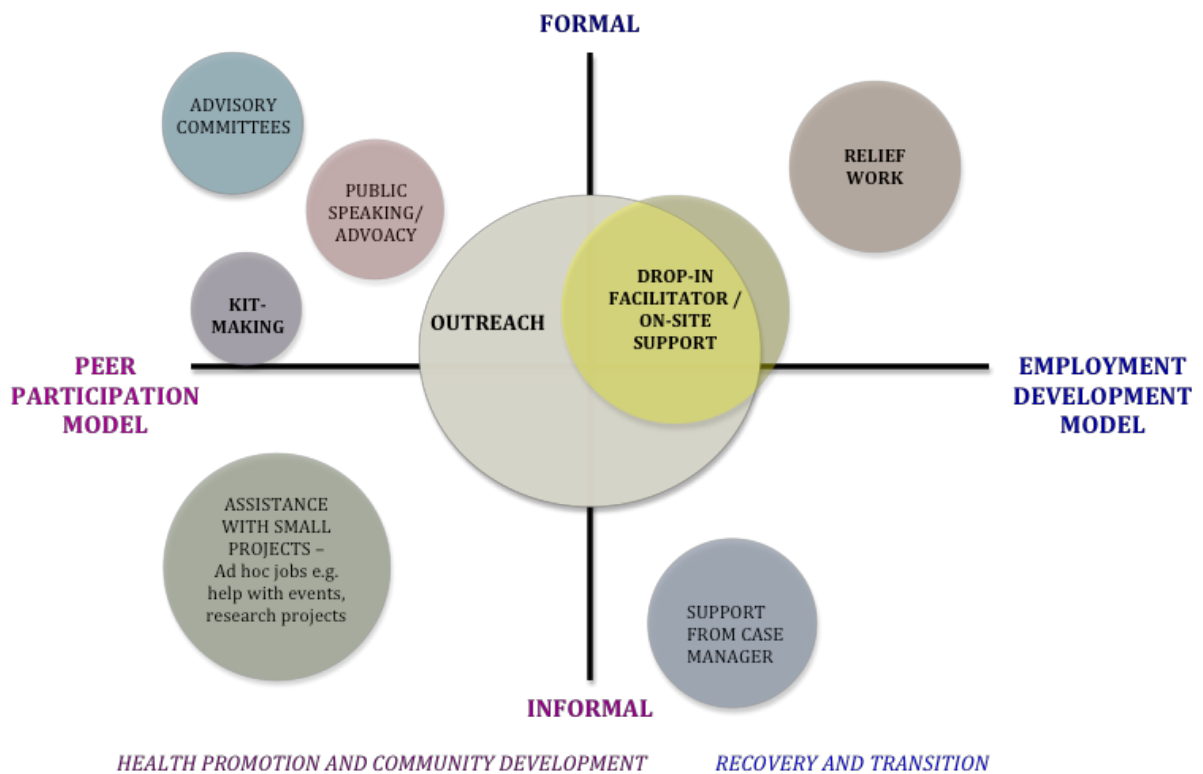 FORMAL
ADVISORY
COMMITTEES
PUBLIC
SPEAKING/
ADVOACY
RELIEF
WORK
KIT-
MAKING
OUTREACH
DROP-IN
FACILITATOR /
ON-SITE
SUPPORT
PEER
PARTICIPATION
MODEL
EMPLOYMENT
DEVELOPMENT
MODEL
ASSISTANCE
WITH SMALL
PROJECTS –
Ad hoc jobs e.g.
help with events,
research projects
SUPPORT
FROM CASE
MANAGER
INFORMAL
HEALTH PROMOTION AND COMMUNITY DEVELOPMENT
RECOVERY AND TRANSITION